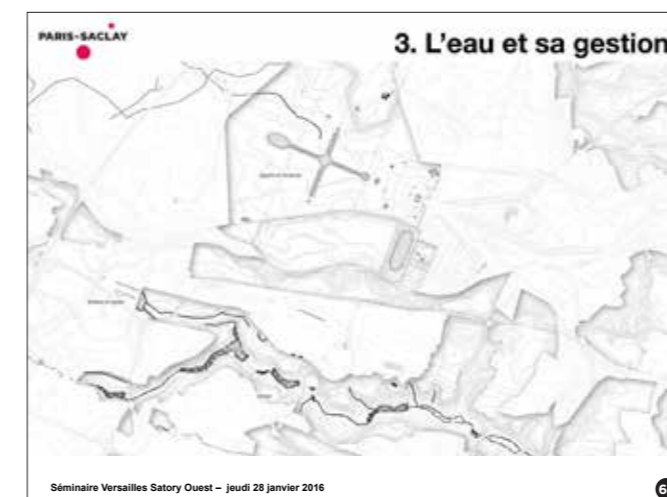 PARIS-SACLAY
3. L'eau et sa gestion
Séminaire Versailles Satory Ouest – jeudi 28 janvier 2016
6